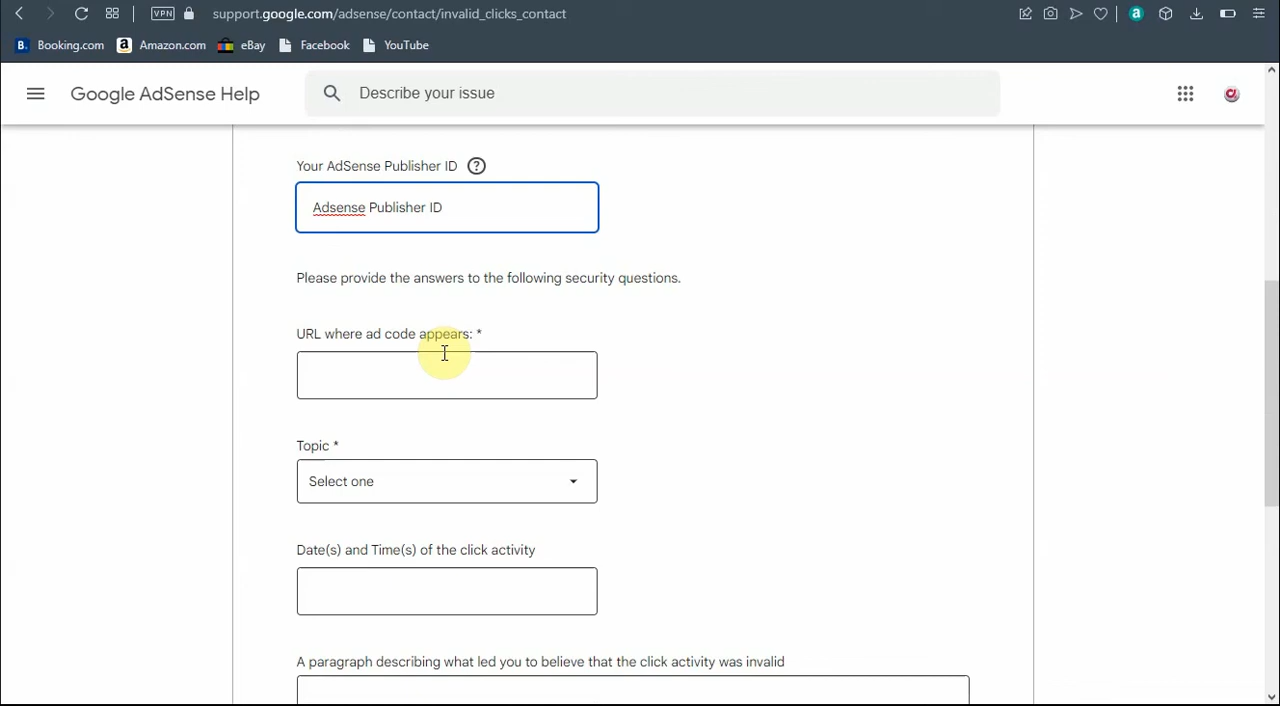 VPN
support.google.com/adsense/contact/invalid_clicks_contact
a
B. Booking.com
a Amazon.com
eBay
Facebook
YouTube
Google AdSense Help
Describe your issue
Your AdSense Publisher ID ?
Adsense Publisher ID
Please provide the answers to the following security questions.
URL where ad code appears: *
Topic *
Select one
Date(s) and Time(s) of the click activity
A paragraph describing what led you to believe that the click activity was invalid